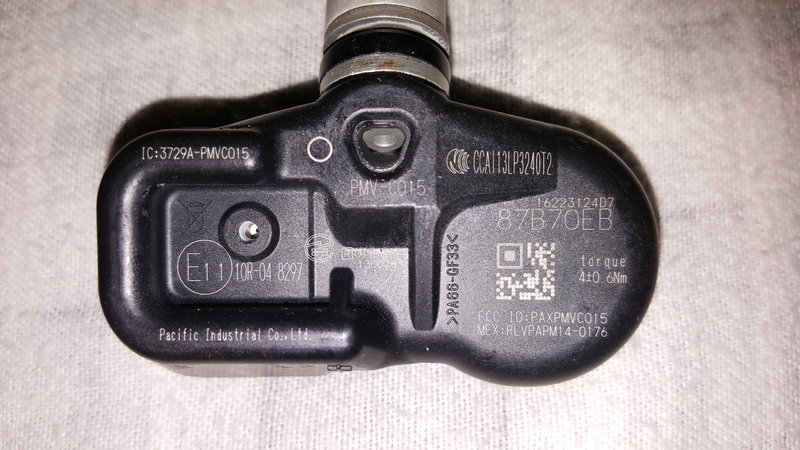 IC:3729A-PMVC015
PMV-C015
CCAI13LP3240T2
16223124D7
87B70EB
E11
10R-04 8297
>PA66-GF33<
torque
4±0.6Nm
FCC ID:PAXPMVC015
MEX:RLVPAPM14-0176
Pacific Industrial Co.,Ltd.